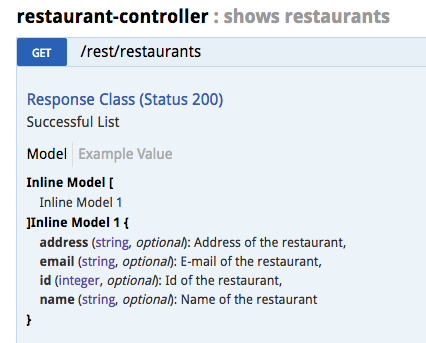 restaurant-controller : shows restaurants
GET /rest/restaurants
Response Class (Status 200)
Successful List
Model Example Value
Inline Model [
Inline Model 1
]Inline Model 1 {
address (string, optional): Address of the restaurant,
email (string, optional): E-mail of the restaurant,
id (integer, optional): Id of the restaurant,
name (string, optional): Name of the restaurant
}